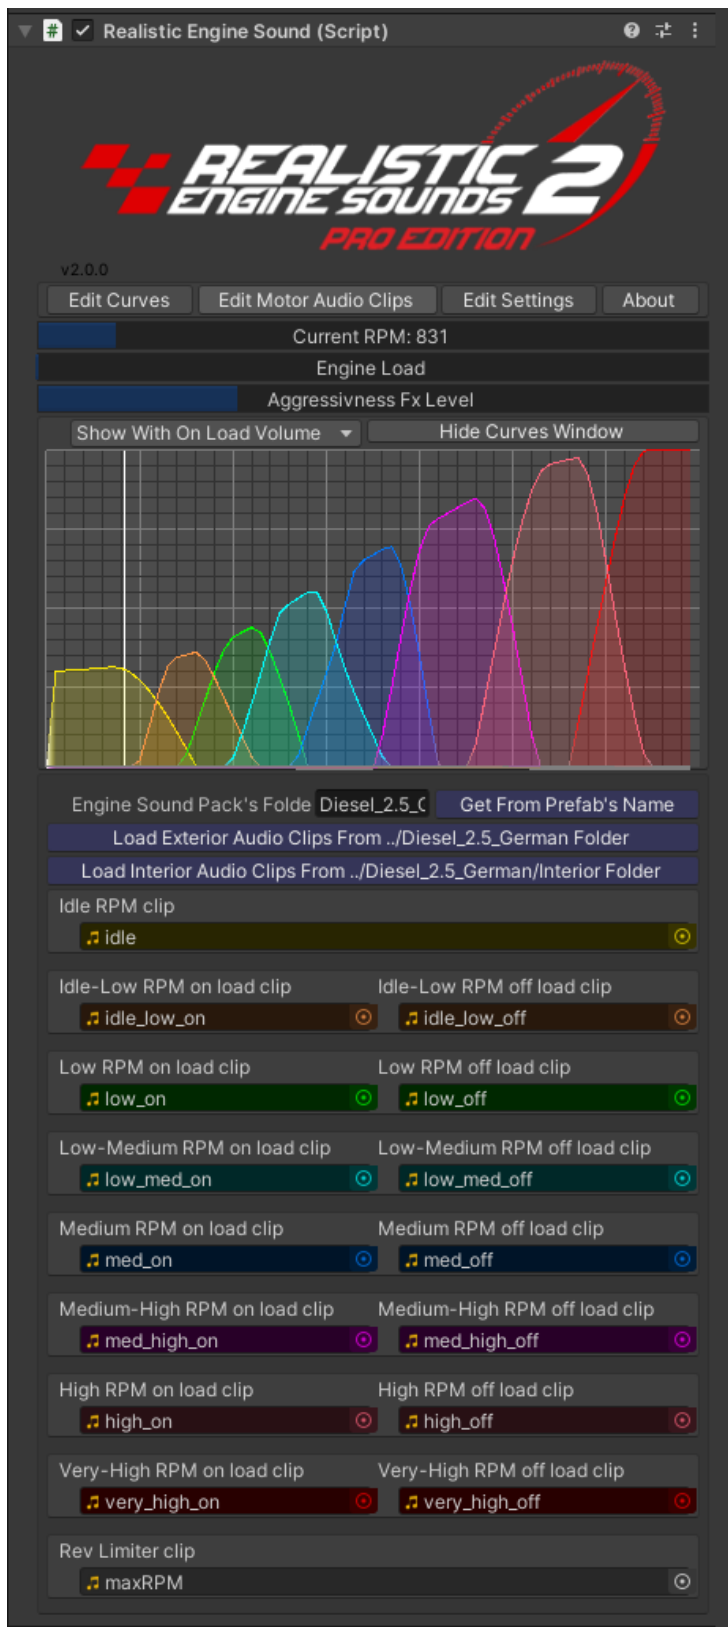 Realistic Engine Sound (Script)
REALISTIC
ENGINE SOUNDS 2
PRO EDITION
v2.0.0
Edit Curves Edit Motor Audio Clips Edit Settings About
Current RPM: 831
Engine Load
Aggressivness Fx Level
Show With On Load Volume Hide Curves Window
Engine Sound Pack's Folde Diesel_2.5_ Get From Prefab's Name
Load Exterior Audio Clips From ../Diesel_2.5_German Folder
Load Interior Audio Clips From ../Diesel_2.5_German/Interior Folder
Idle RPM clip
idle
Idle-Low RPM on load clip Idle-Low RPM off load clip
idle_low_on idle_low_off
Low RPM on load clip Low RPM off load clip
low_on low_off
Low-Medium RPM on load clip Low-Medium RPM off load clip
low_med_on low_med_off
Medium RPM on load clip Medium RPM off load clip
med_on med_off
Medium-High RPM on load clip Medium-High RPM off load clip
med_high_on med_high_off
High RPM on load clip High RPM off load clip
high_on high_off
Very-High RPM on load clip Very-High RPM off load clip
very_high_on very_high_off
Rev Limiter clip
maxRPM